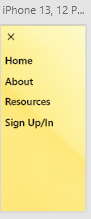 iPhone 13, 12 P...
×
Home
About
Resources
Sign Up/In